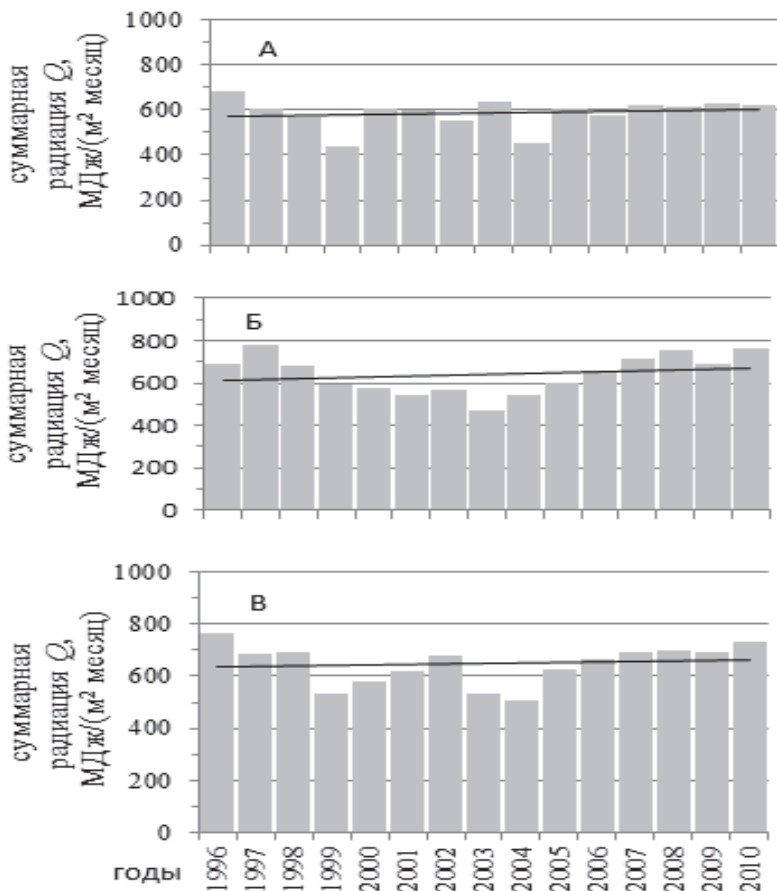 суммарная
радиация Q,
МДж/(м² месяц)
1000
800
600
400
200
0
А
суммарная
радиация Q,
МДж/(м² месяц)
1000
800
600
400
200
0
Б
суммарная
радиация Q,
МДж/(м² месяц)
1000
800
600
400
200
0
В
годы
1996
1997
1998
1999
2000
2001
2002
2003
2004
2005
2006
2007
2008
2009
2010